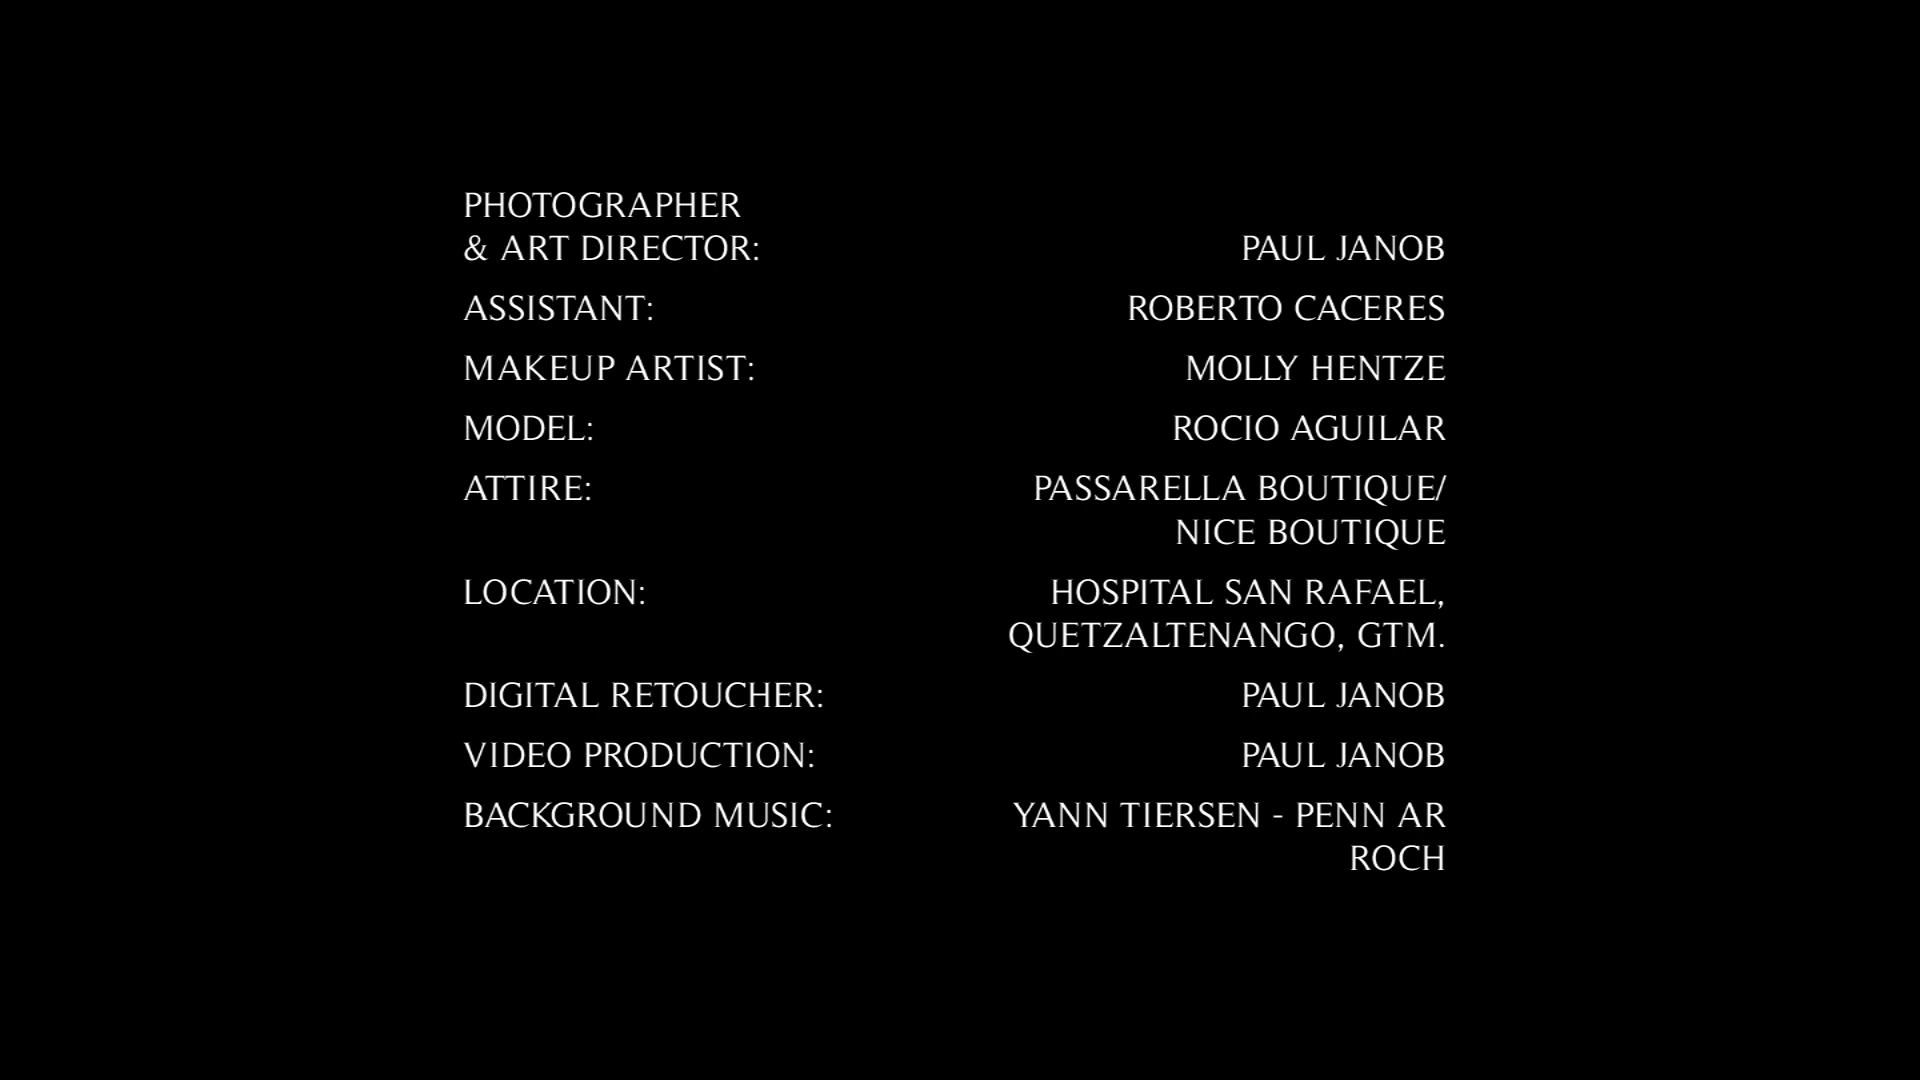 PHOTOGRAPHER
& ART DIRECTOR: PAUL JANOB
ASSISTANT: ROBERTO CACERES
MAKEUP ARTIST: MOLLY HENTZE
MODEL: ROCIO AGUILAR
ATTIRE: PASSARELLA BOUTIQUE/
NICE BOUTIQUE
LOCATION: HOSPITAL SAN RAFAEL,
QUETZALTENANGO, GTM.
DIGITAL RETOUCHER: PAUL JANOB
VIDEO PRODUCTION: PAUL JANOB
BACKGROUND MUSIC: YANN TIERSEN - PENN AR
ROCH